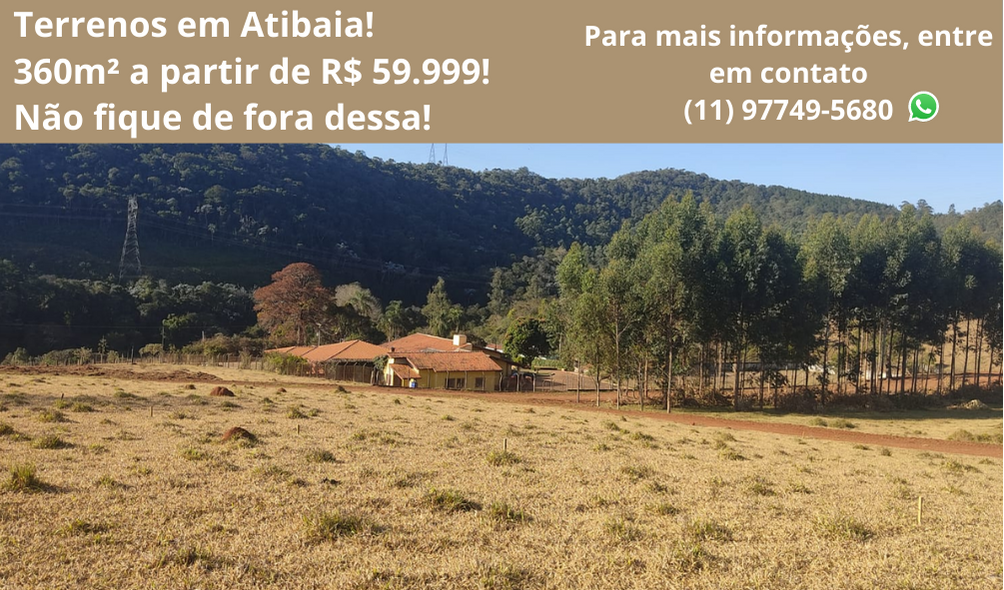 Terrenos em Atibaia!
360m² a partir de R$ 59.999!
Não fique de fora dessa!
Para mais informações, entre
em contato
(11) 97749-5680